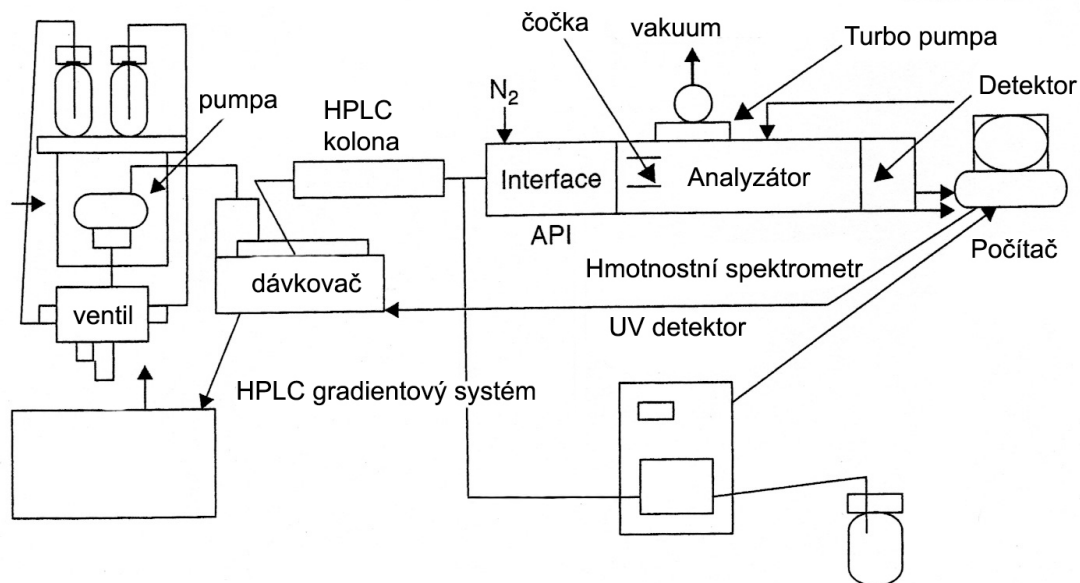 čočka
vakuum
Turbo pumpa
Detektor
N2
pumpa
HPLC
kolona
Interface
Analyzátor
API
Hmotnostní spektrometr
Počítač
dávkovač
ventil
UV detektor
HPLC gradientový systém